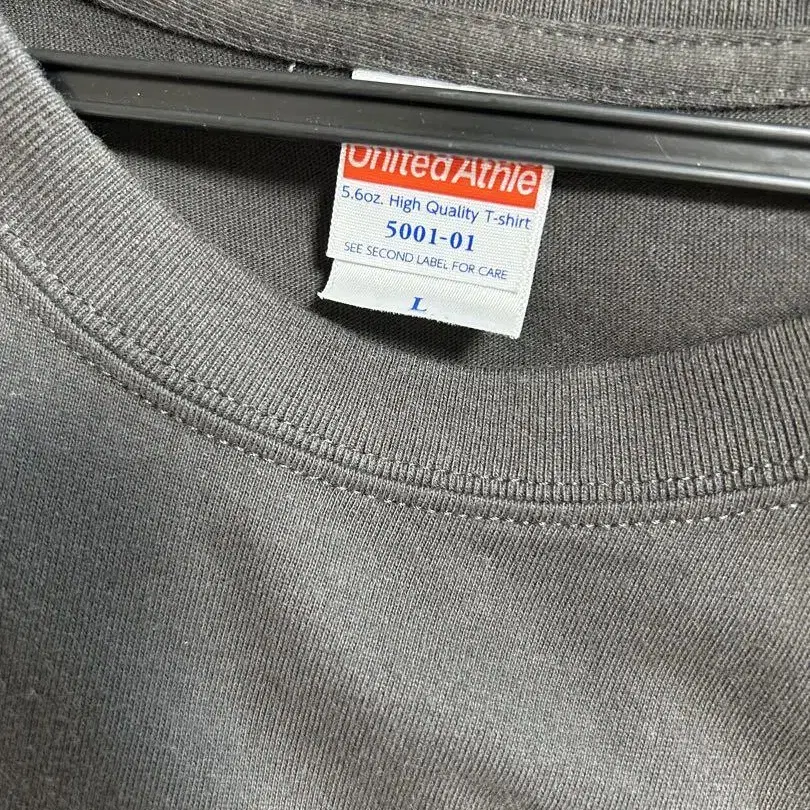 United Athle
5.6oz. High Quality T-shirt
5001-01
SEE SECOND LABEL FOR CARE
L